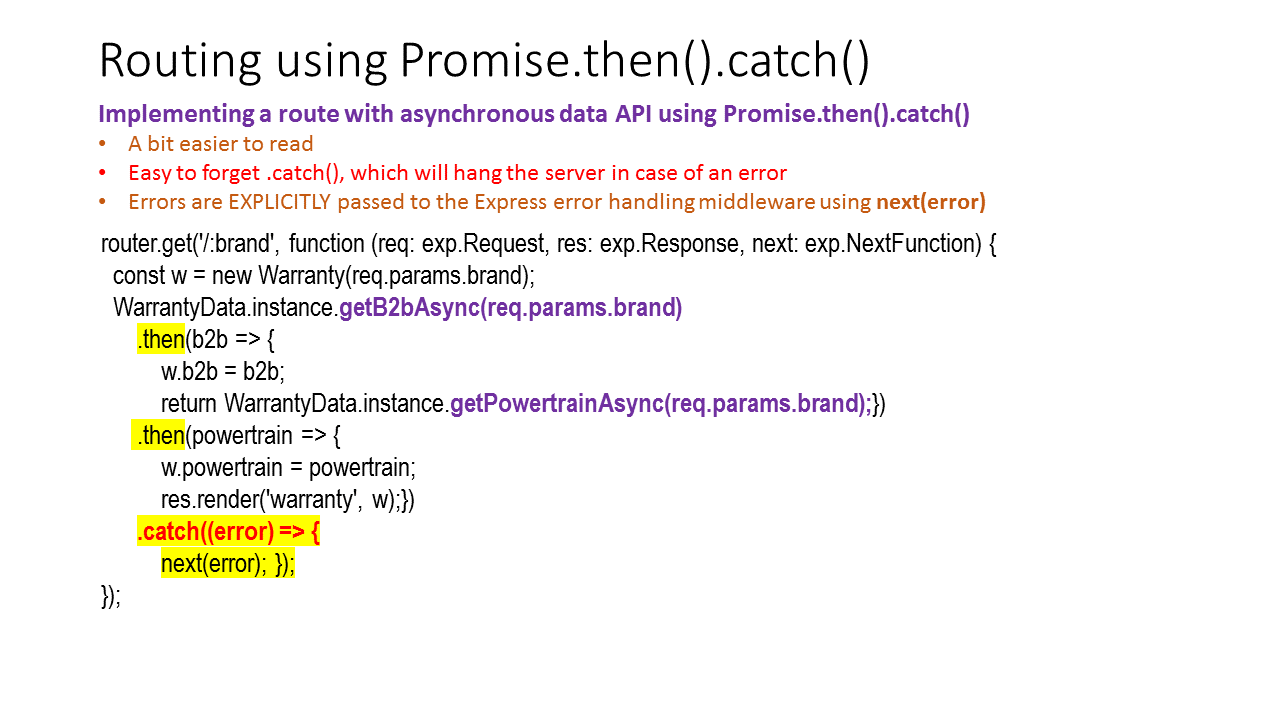 Routing using Promise.then().catch()
Implementing a route with asynchronous data API using Promise.then().catch()
• A bit easier to read
• Easy to forget .catch(), which will hang the server in case of an error
• Errors are EXPLICITLY passed to the Express error handling middleware using next(error)
router.get('/:brand', function (req: exp.Request, res: exp.Response, next: exp.NextFunction) {
const w = new Warranty(req.params.brand);
WarrantyData.instance.getB2bAsync(req.params.brand)
.then(b2b => {
w.b2b = b2b;
return WarrantyData.instance.getPowertrainAsync(req.params.brand);})
.then(powertrain => {
w.powertrain = powertrain;
res.render('warranty', w);})
.catch((error) => {
next(error); });
});